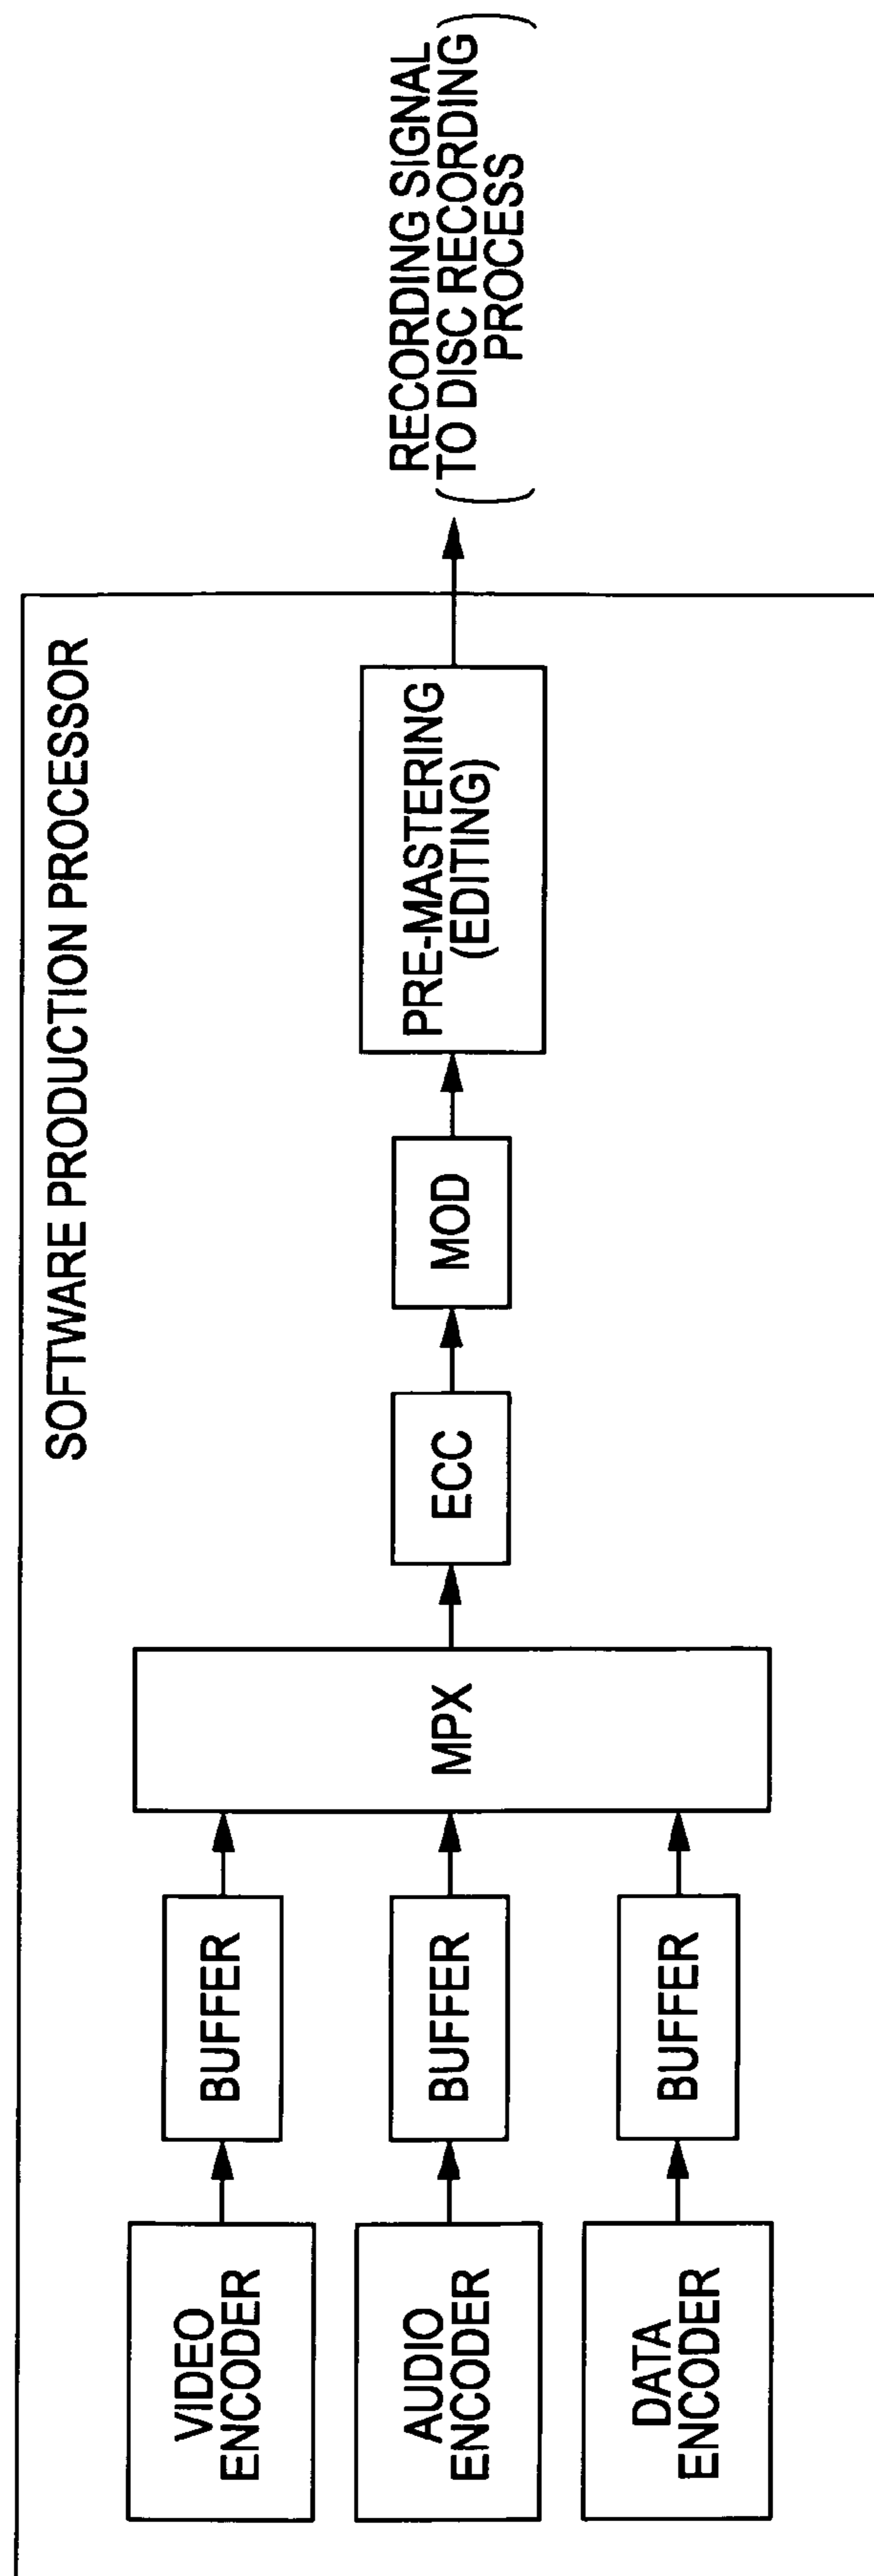 SOFTWARE PRODUCTION PROCESSOR
VIDEO
ENCODER
BUFFER
AUDIO
ENCODER
BUFFER
DATA
ENCODER
BUFFER
MPX
ECC
MOD
PRE-MASTERING
(EDITING)
RECORDING SIGNAL
(TO DISC RECORDING
PROCESS)